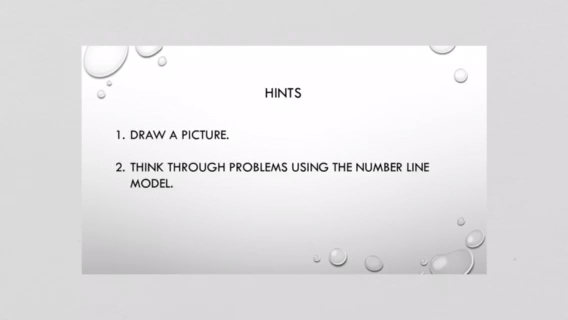 HINTS
1. DRAW A PICTURE.
2. THINK THROUGH PROBLEMS USING THE NUMBER LINE
MODEL.